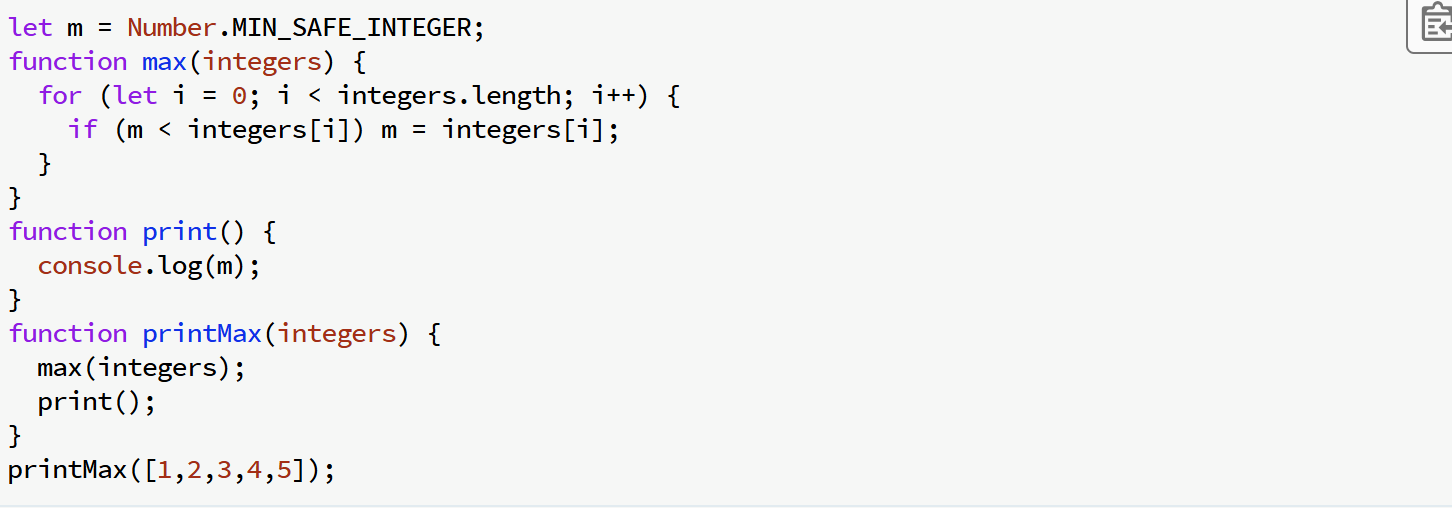 let m = Number.MIN_SAFE_INTEGER;
function max(integers) {
  for (let i = 0; i < integers.length; i++) {
    if (m < integers[i]) m = integers[i];
  }
}
function print() {
  console.log(m);
}
function printMax(integers) {
  max(integers);
  print();
}
printMax([1,2,3,4,5]);